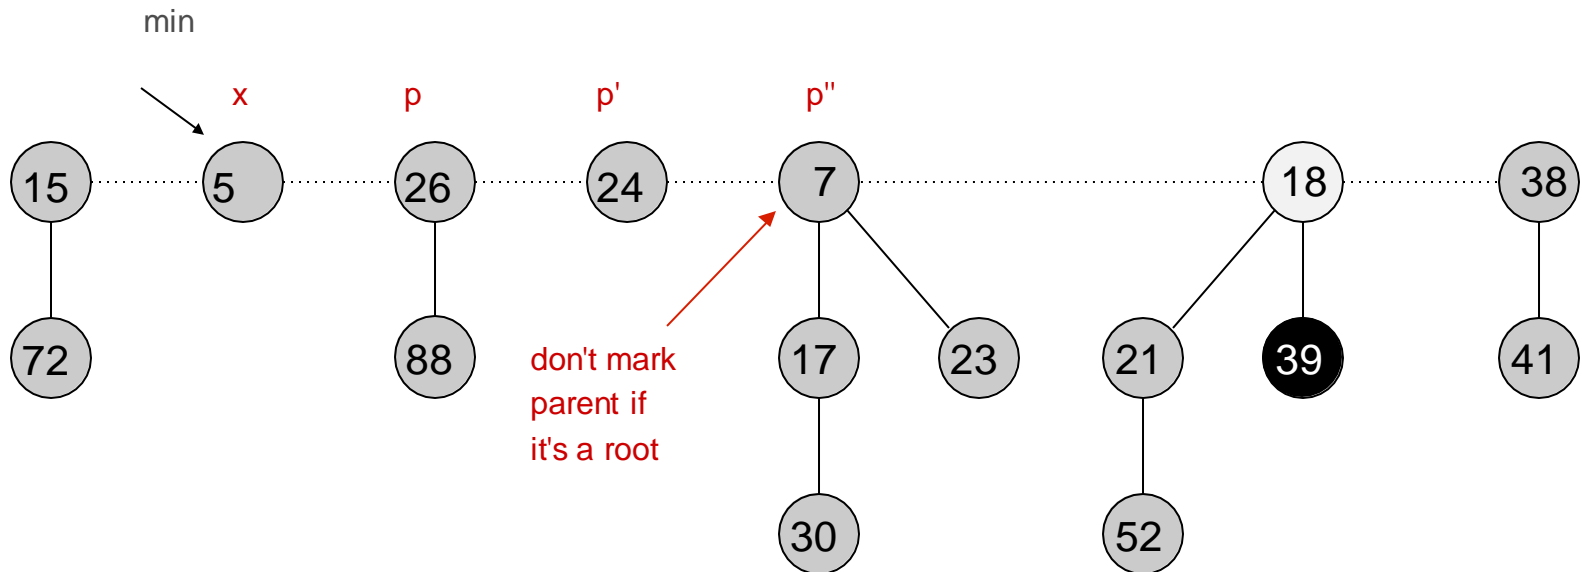 min
x p p' p"
15 5 26 24 7 18 38
72 88 don't mark 17 23 21 39 41
parent if
it's a root
30 52